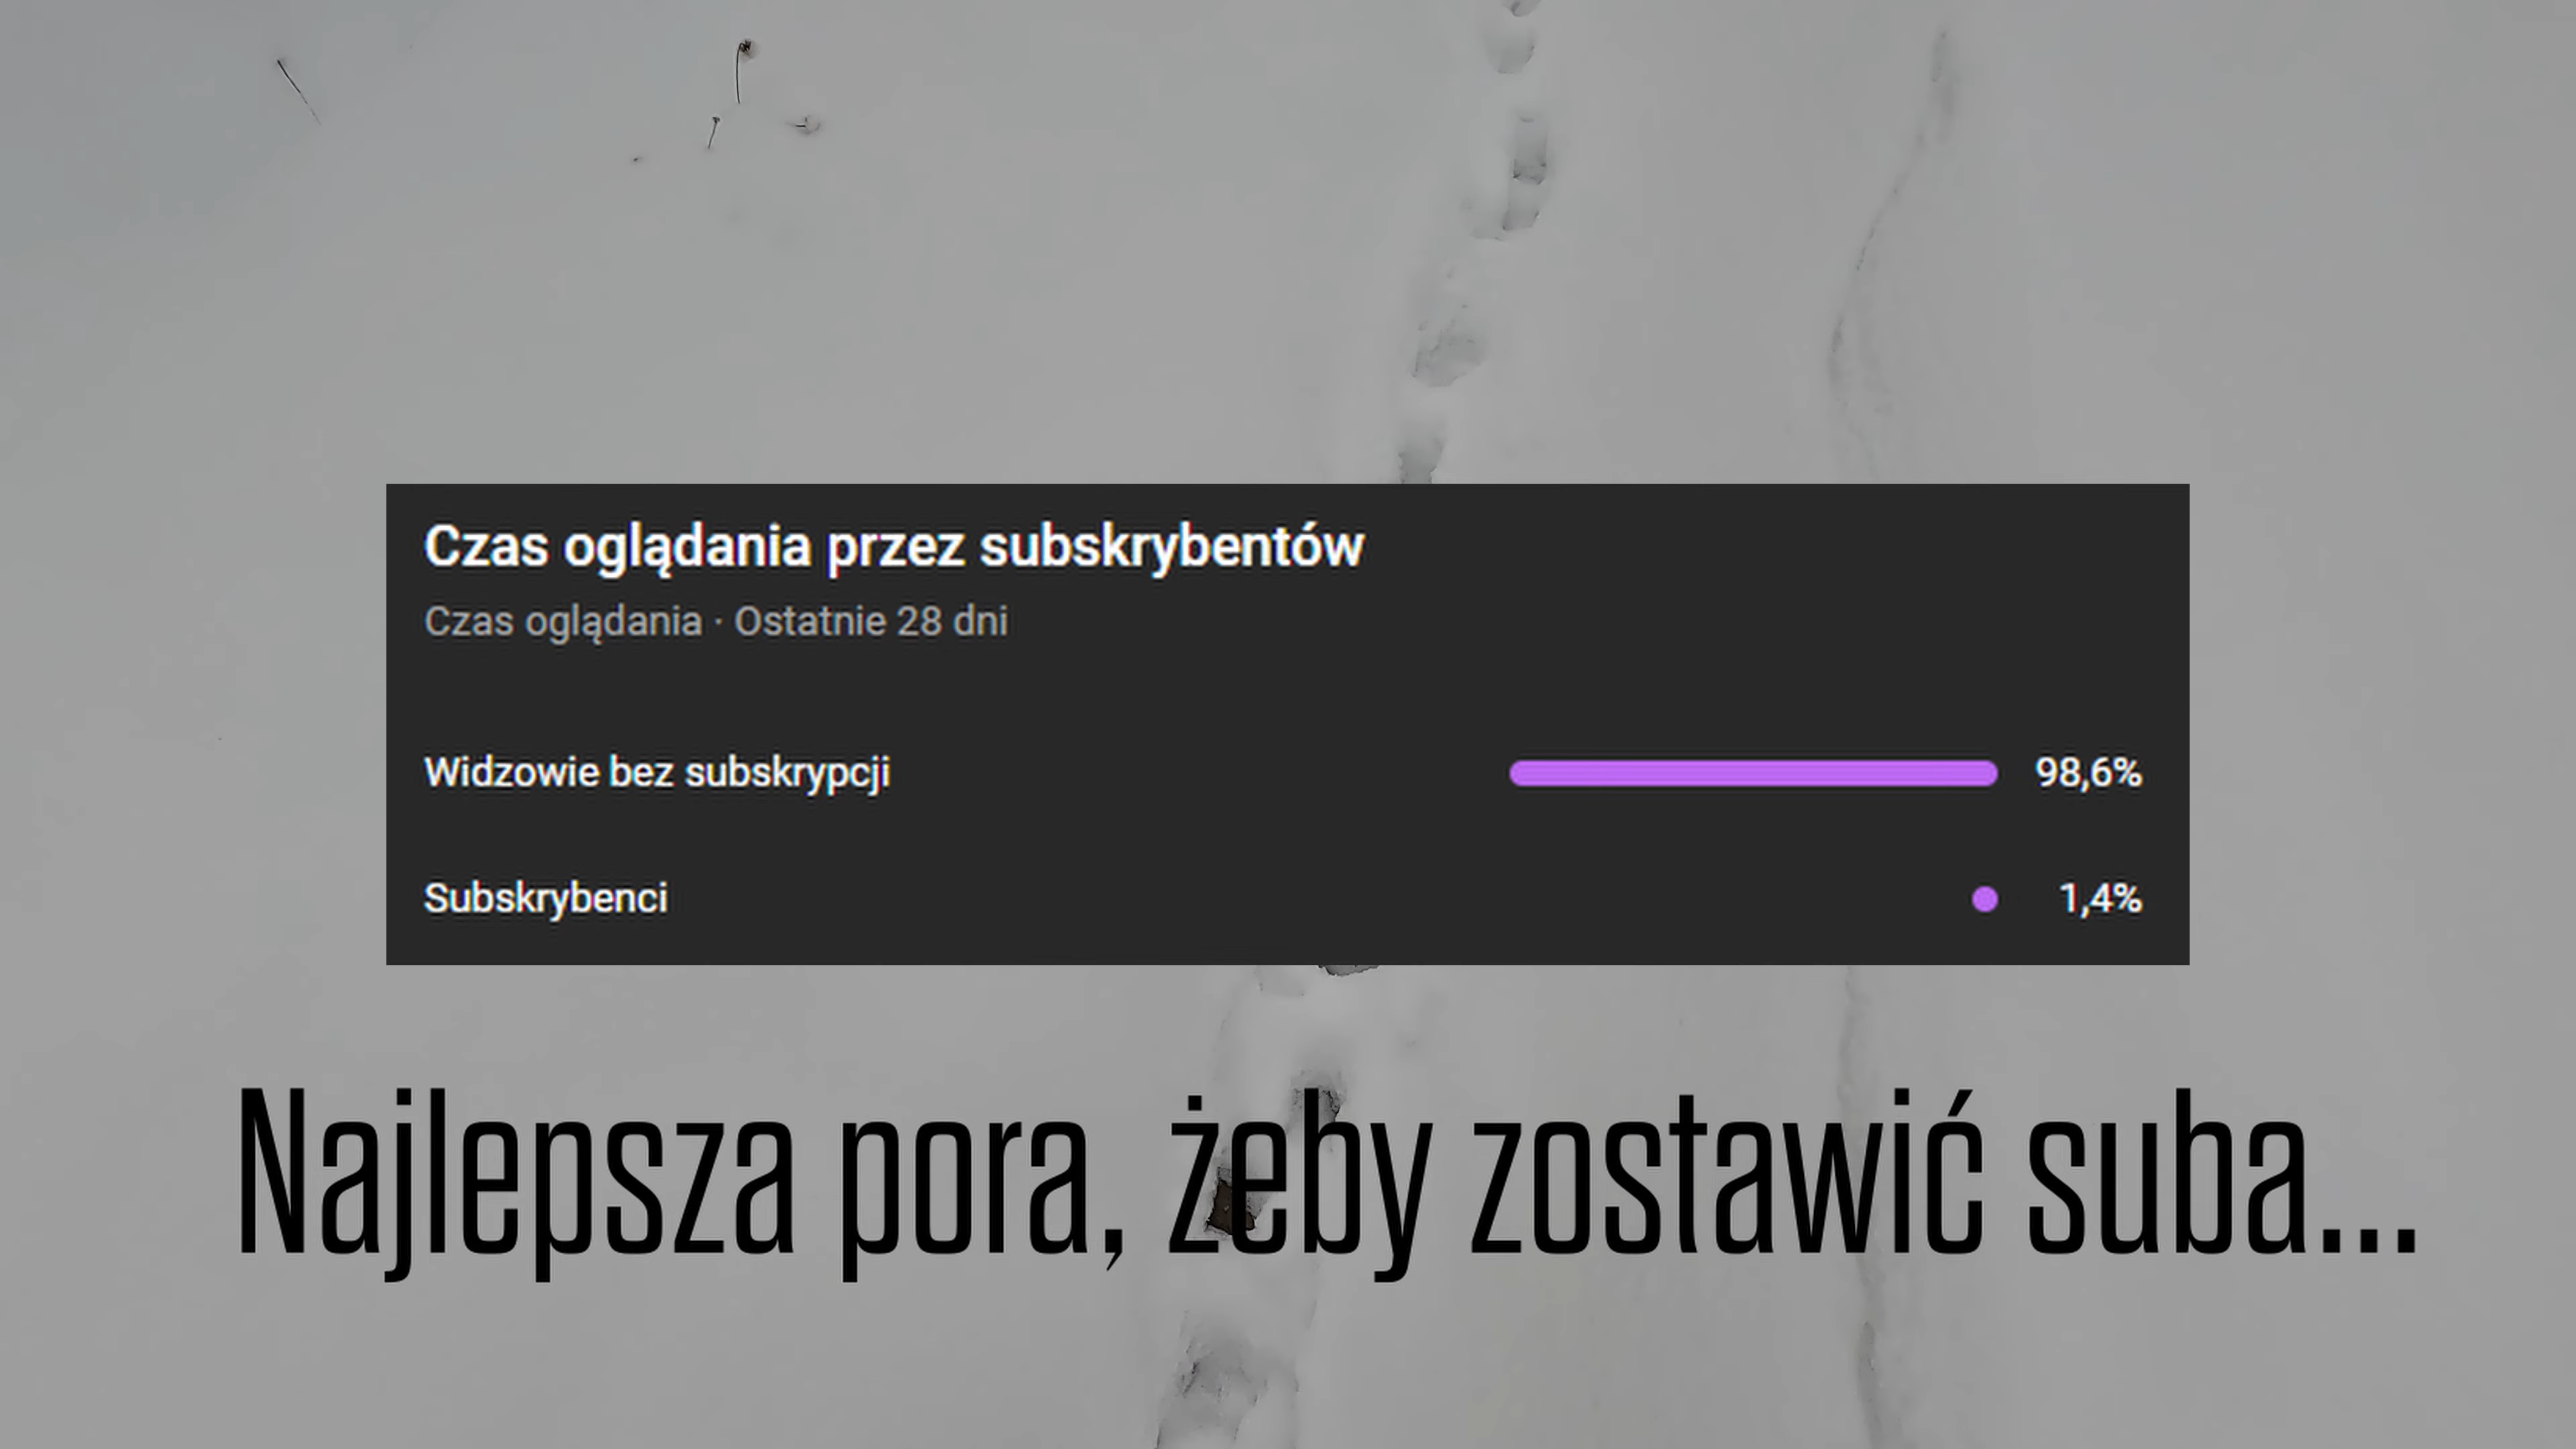 Czas oglądania przez subskrybentów
Czas oglądania · Ostatnie 28 dni
Widzowie bez subskrypcji 98,6%
Subskrybenci 1,4%
Najlepsza pora, żeby zostawić suba...